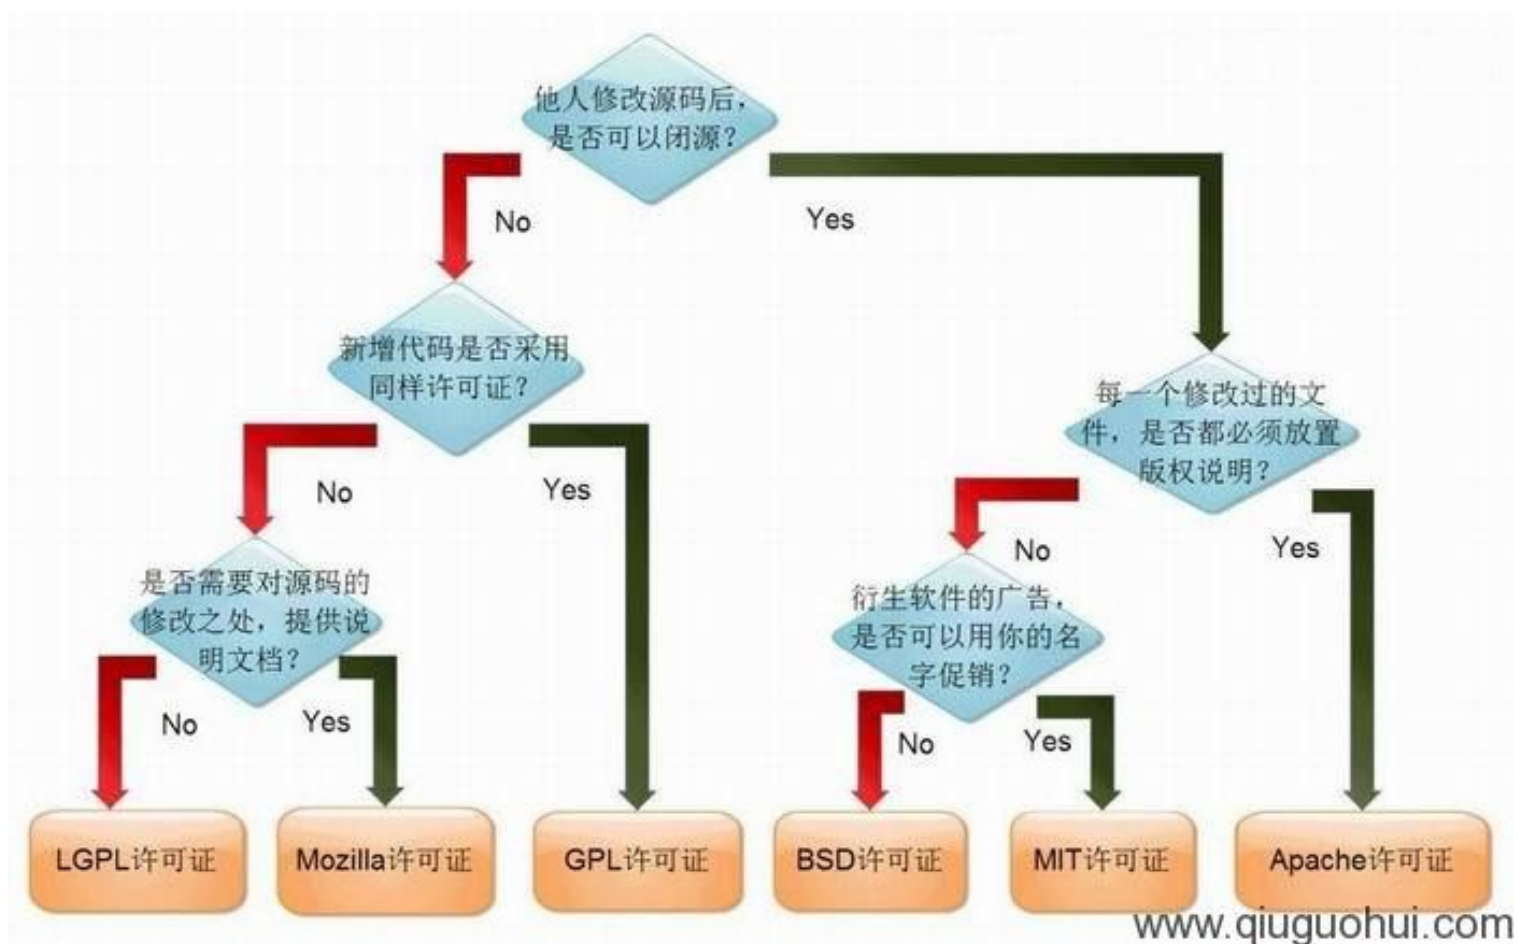 他人修改源码后，
是否可以闭源？
No
Yes
新增代码是否采用
同样许可证？
每一个修改过的文
件，是否都必须放置
版权说明？
No
Yes
No
Yes
是否需要对源码的
修改之处，提供说
明文档？
衍生软件的广告，
是否可以用你的名
字促销？
No
Yes
No
Yes
LGPL许可证
Mozilla许可证
GPL许可证
BSD许可证
MIT许可证
Apache许可证
www.qiuguohui.com